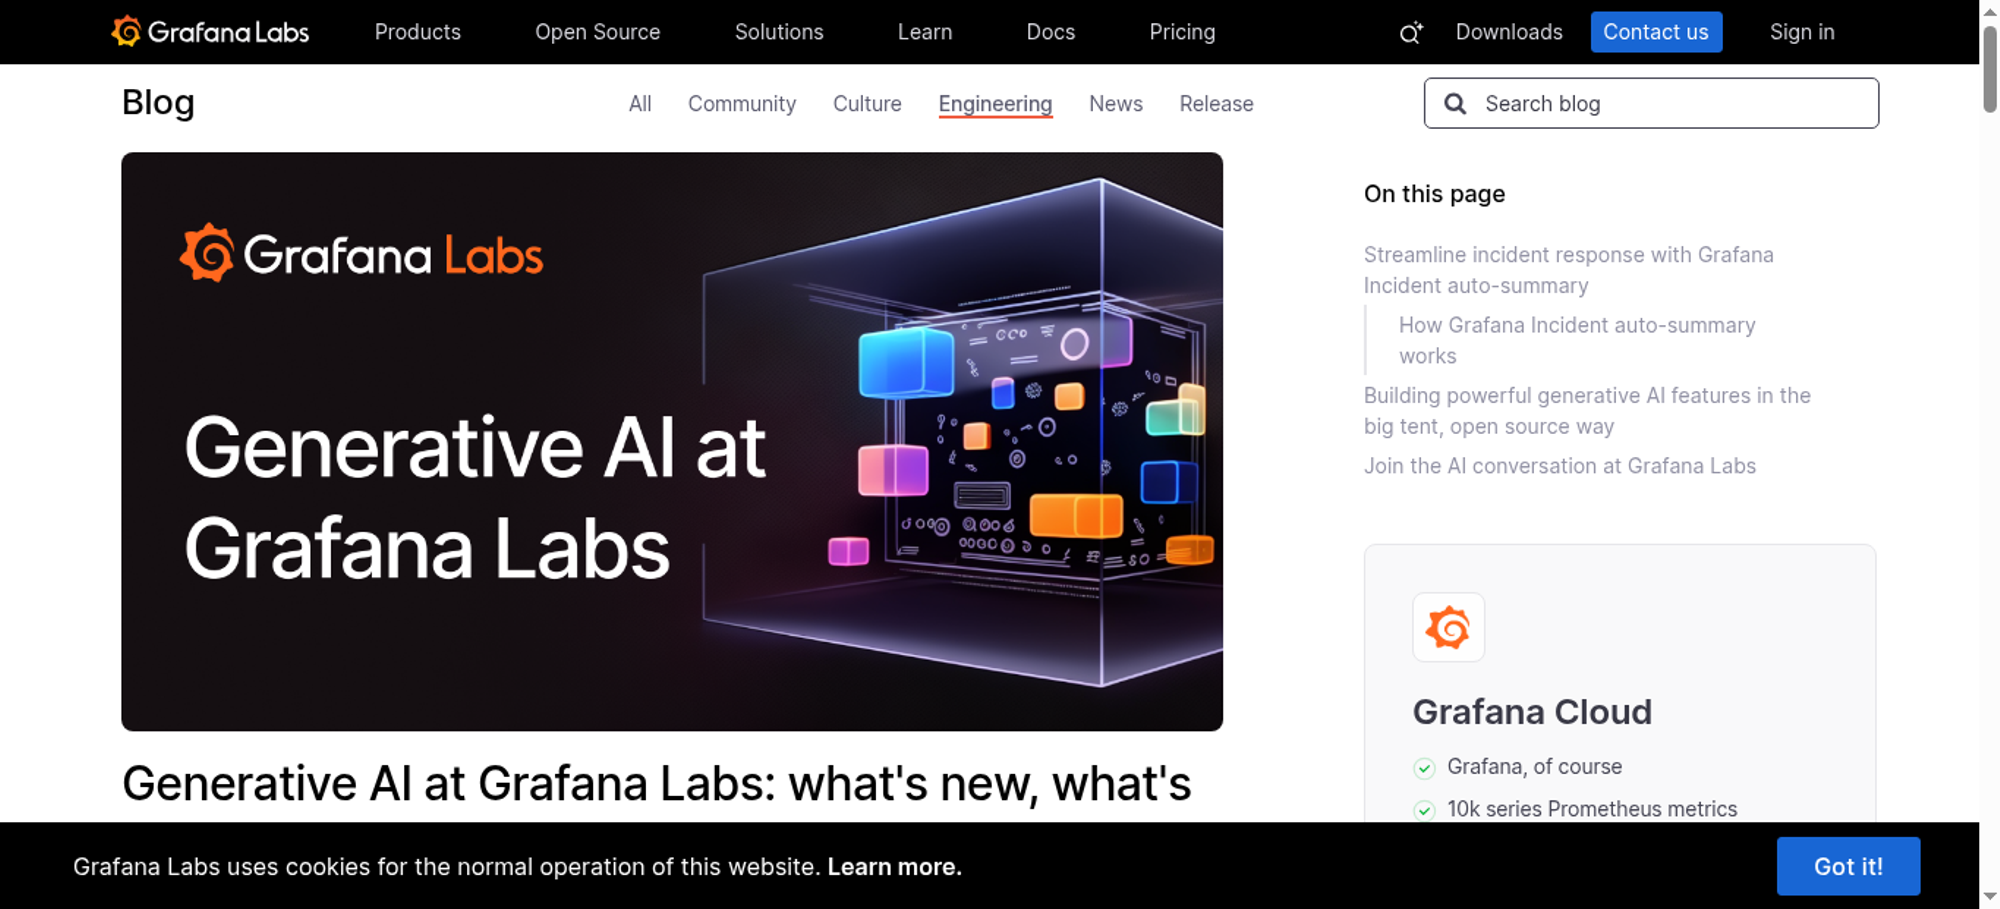 Grafana Labs Products Open Source Solutions Learn Docs Pricing Downloads Contact us Sign in
Blog All Community Culture Engineering News Release Search blog
Grafana Labs
Generative AI at
Grafana Labs
Generative AI at Grafana Labs: what's new, what's
On this page
Streamline incident response with Grafana
Incident auto-summary
How Grafana Incident auto-summary
works
Building powerful generative AI features in the
big tent, open source way
Join the AI conversation at Grafana Labs
Grafana Cloud
Grafana, of course
10k series Prometheus metrics
Grafana Labs uses cookies for the normal operation of this website. Learn more. Got it!